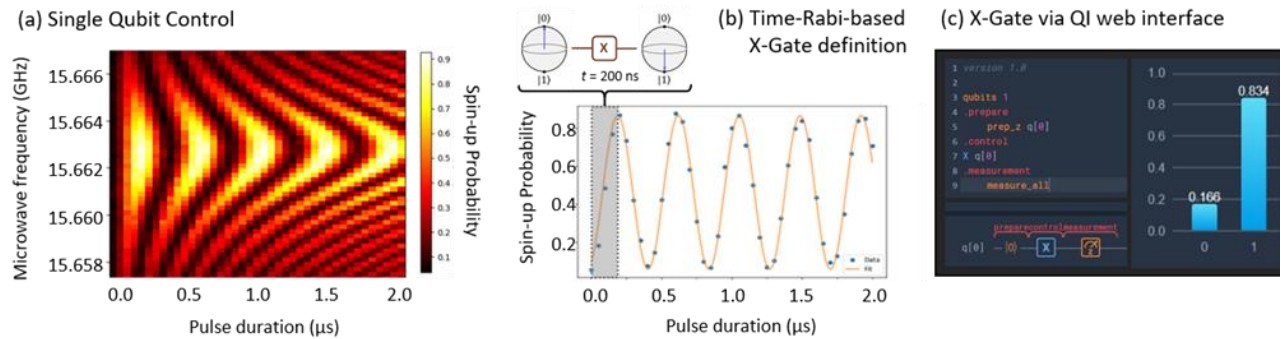 (a) Single Qubit Control
Microwave frequency (GHz)
15.666
15.664
15.662
15.660
15.658
0.0 0.5 1.0 1.5 2.0
Pulse duration (µs)
0.9
0.8
0.7
0.6
0.5
0.4
0.3
0.2
0.1
Spin-up Probability
(b) Time-Rabi-based
X-Gate definition
|0⟩ |0⟩
X
|1⟩ |1⟩
t = 200 ns
Spin-up Probability
0.8
0.6
0.4
0.2
Data
Fit
0.0 0.5 1.0 1.5 2.0
Pulse duration (µs)
(c) X-Gate via QI web interface
1 version 1.0
2
3 qubits 1
4 .prepare
5 prep_z q[0]
6 .control
7 X q[0]
8 .measurement
9 measure_all
preparecontrolmeasurement
q[0] |0⟩ X
1.0
0.8
0.6
0.4
0.2
0.0
0.166
0.834
0 1